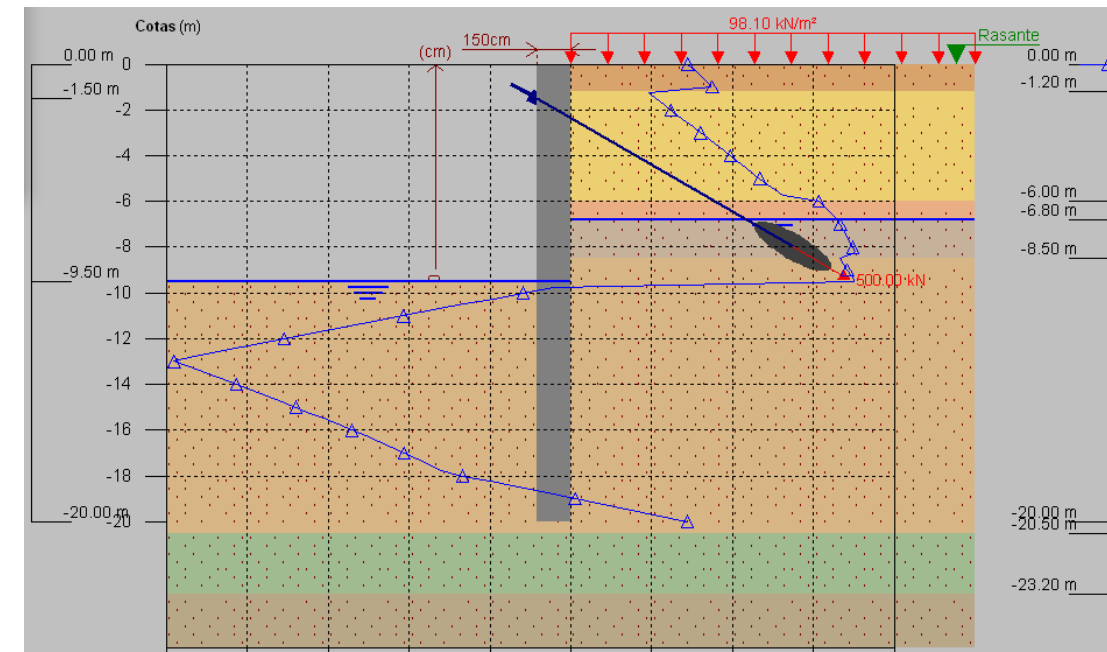 Cotas (m)
98.10 kN/m²
Rasante
150cm
(cm)
0.00 m
0
0.00 m
-1.50 m
-1.20 m
-2
-4
-6
-6.00 m
-6.80 m
-8
-8.50 m
-9.50 m
500.00 kN
-10
-12
-14
-16
-18
-20.00 m
-20
-20.00 m
-20.50 m
-23.20 m